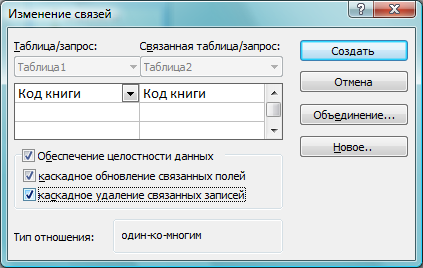 Изменение связей
Таблица/запрос: Связанная таблица/запрос:
Таблица1 Таблица2
Код книги Код книги
Обеспечение целостности данных
каскадное обновление связанных полей
каскадное удаление связанных записей
Тип отношения: один-ко-многим
Создать
Отмена
Объединение...
Новое..